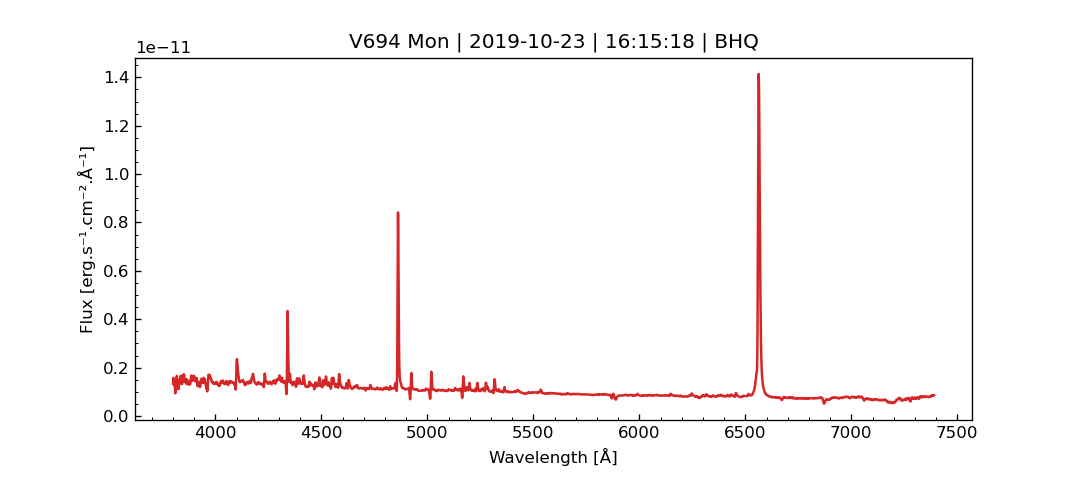 V694 Mon | 2019-10-23 | 16:15:18 | BHQ
1e−11
1.4
1.2
1.0
0.8
0.6
0.4
0.2
0.0
Flux [erg.s⁻¹.cm⁻².Å⁻¹]
4000 4500 5000 5500 6000 6500 7000 7500
Wavelength [Å]